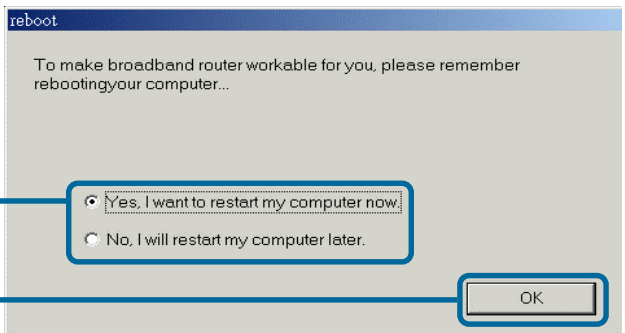 reboot
To make broadband router workable for you, please remember
rebootingyour computer...
Yes, I want to restart my computer now.
No, I will restart my computer later.
OK